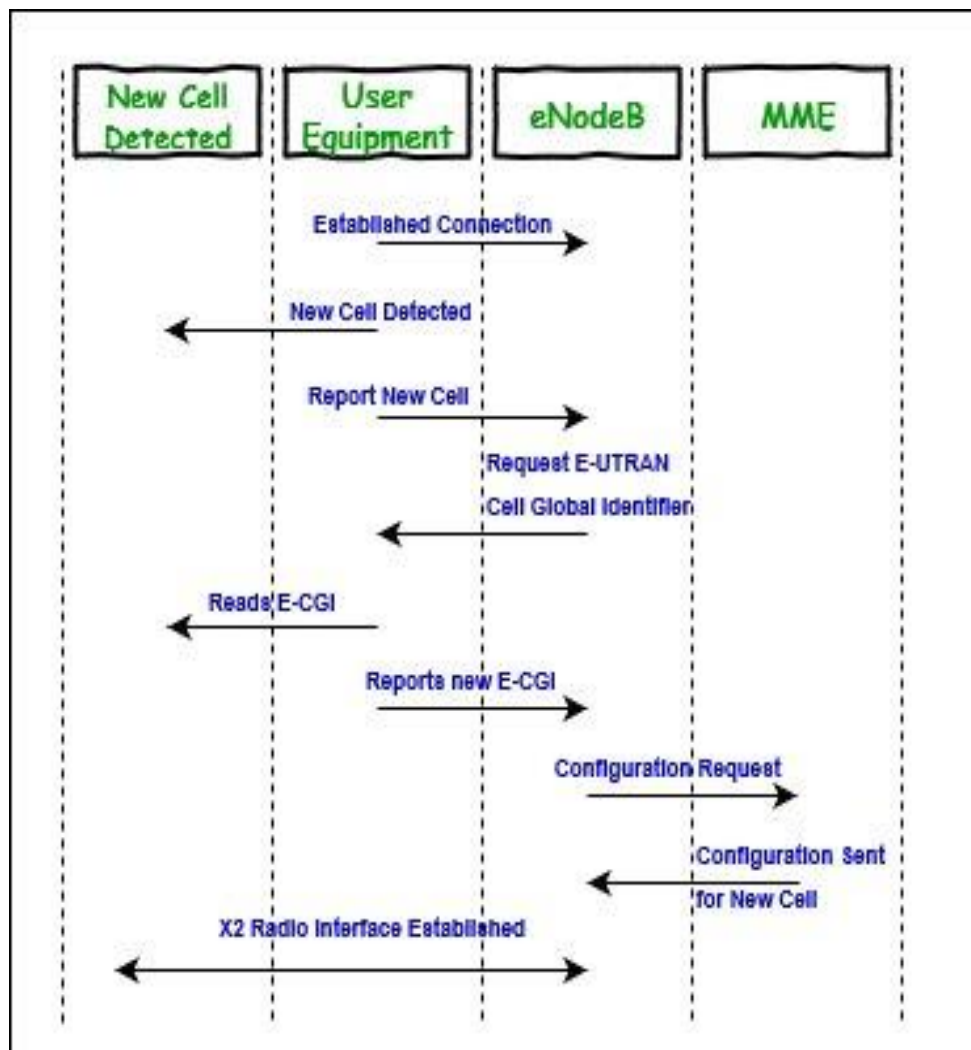 New Cell
Detected
User
Equipment
eNodeB
MME
Established Connection
New Cell Detected
Report New Cell
Request E-UTRAN
Cell Global Identifier
Reads E-CGI
Reports new E-CGI
Configuration Request
Configuration Sent
for New Cell
X2 Radio Interface Established